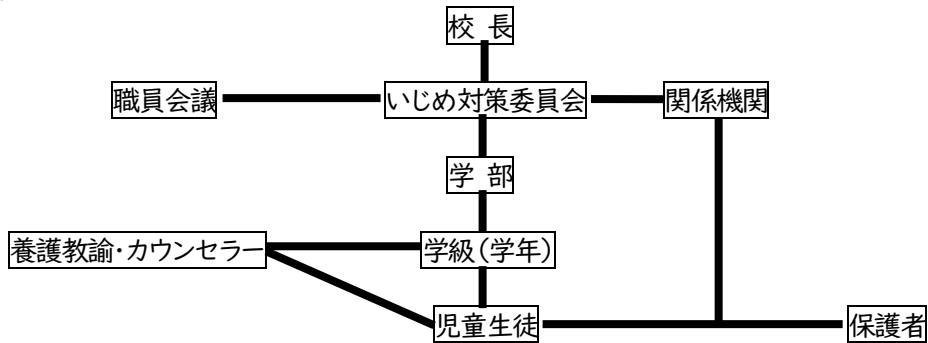 校 長
職員会議
いじめ対策委員会
関係機関
学 部
養護教諭・カウンセラー
学級（学年）
児童生徒
保護者